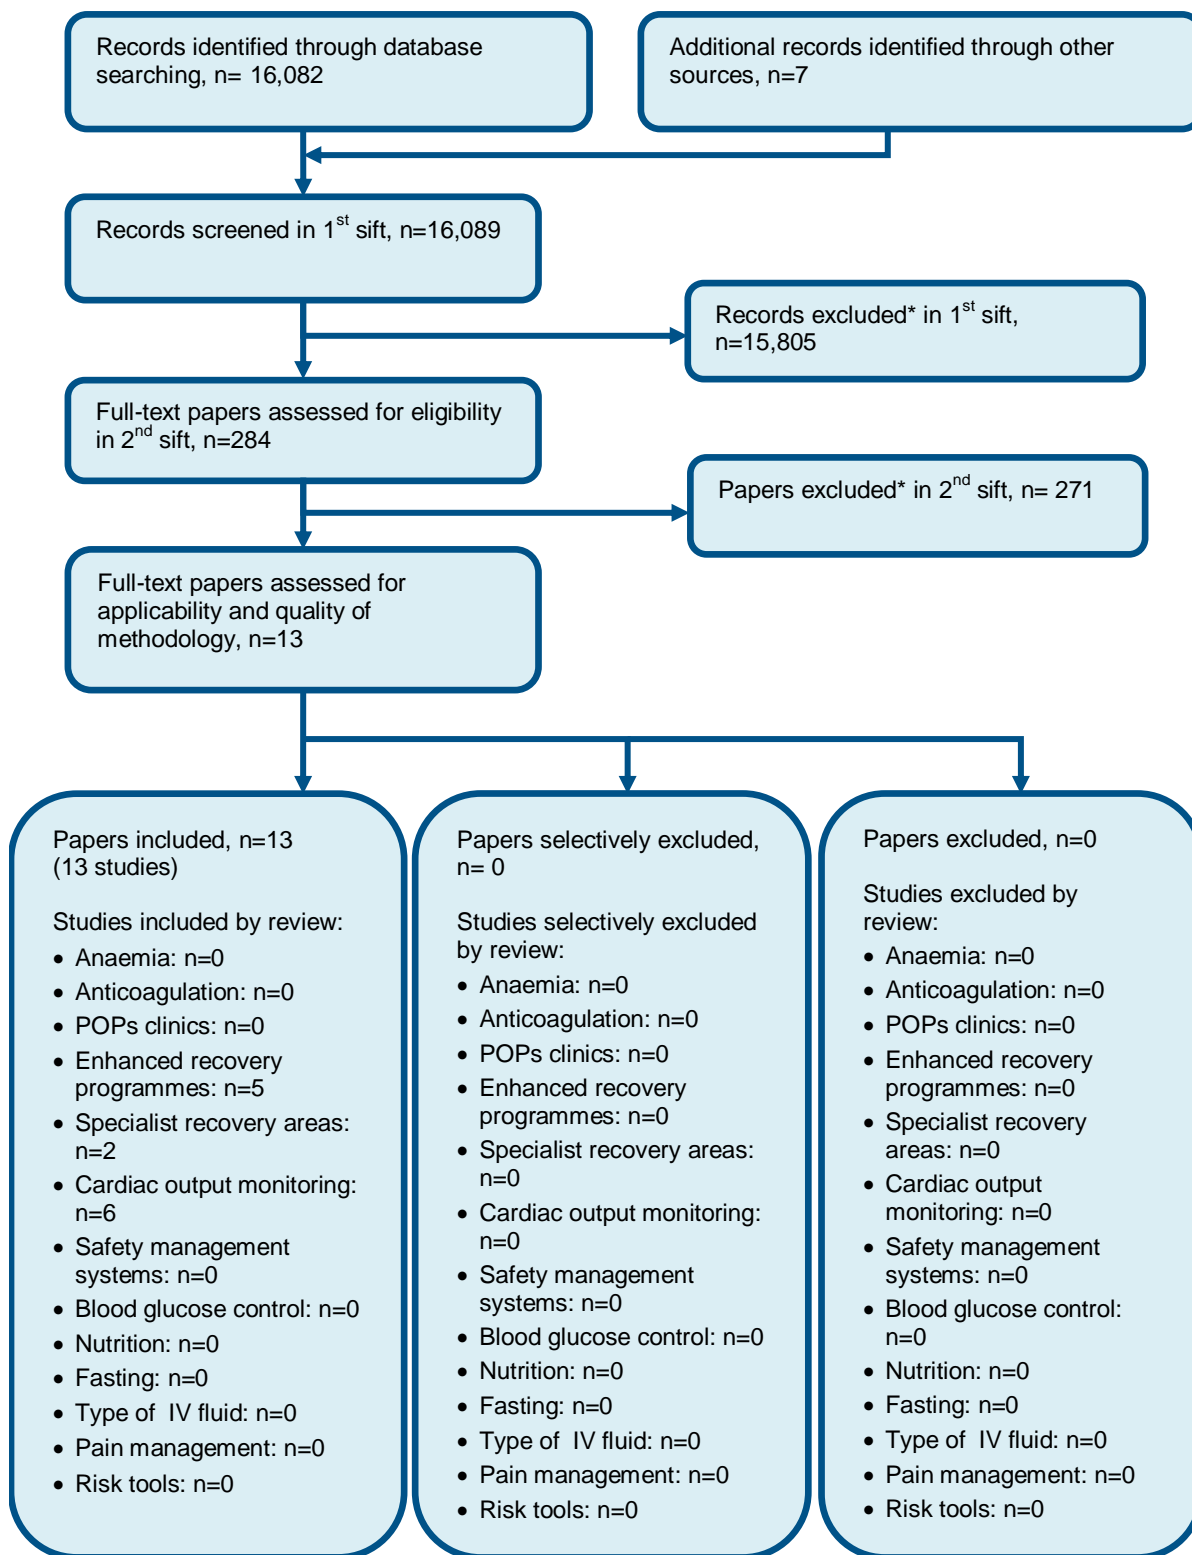 Records identified through database
searching, n= 16,082
Additional records identified through other
sources, n=7
Records screened in 1st sift, n=16,089
Records excluded* in 1st sift,
n=15,805
Full-text papers assessed for eligibility
in 2nd sift, n=284
Papers excluded* in 2nd sift, n= 271
Full-text papers assessed for
applicability and quality of
methodology, n=13
Papers included, n=13
(13 studies)
Studies included by review:
• Anaemia: n=0
• Anticoagulation: n=0
• POPs clinics: n=0
• Enhanced recovery
programmes: n=5
• Specialist recovery areas:
n=2
• Cardiac output monitoring:
n=6
• Safety management
systems: n=0
• Blood glucose control: n=0
• Nutrition: n=0
• Fasting: n=0
• Type of IV fluid: n=0
• Pain management: n=0
• Risk tools: n=0
Papers selectively excluded,
n= 0
Studies selectively excluded
by review:
• Anaemia: n=0
• Anticoagulation: n=0
• POPs clinics: n=0
• Enhanced recovery
programmes: n=0
• Specialist recovery areas:
n=0
• Cardiac output monitoring:
n=0
• Safety management
systems: n=0
• Blood glucose control: n=0
• Nutrition: n=0
• Fasting: n=0
• Type of IV fluid: n=0
• Pain management: n=0
• Risk tools: n=0
Papers excluded, n=0
Studies excluded by
review:
• Anaemia: n=0
• Anticoagulation: n=0
• POPs clinics: n=0
• Enhanced recovery
programmes: n=0
• Specialist recovery
areas: n=0
• Cardiac output
monitoring: n=0
• Safety management
systems: n=0
• Blood glucose control:
n=0
• Nutrition: n=0
• Fasting: n=0
• Type of IV fluid: n=0
• Pain management: n=0
• Risk tools: n=0